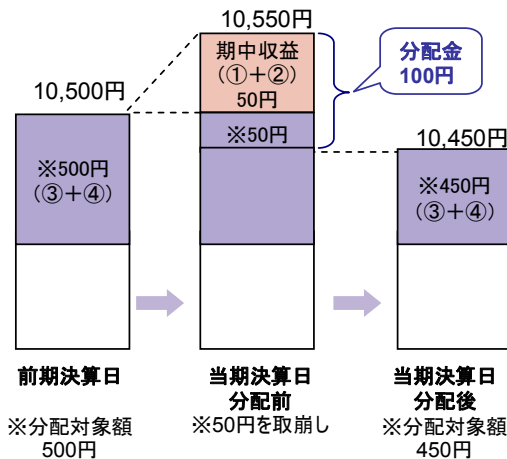 10,500円
※500円
(③+④)
前期決算日
※分配対象額
500円
10,550円
期中収益
(①+②)
50円
※50円
分配金
100円
当期決算日
分配前
※50円を取崩し
10,450円
※450円
(③+④)
当期決算日
分配後
※分配対象額
450円